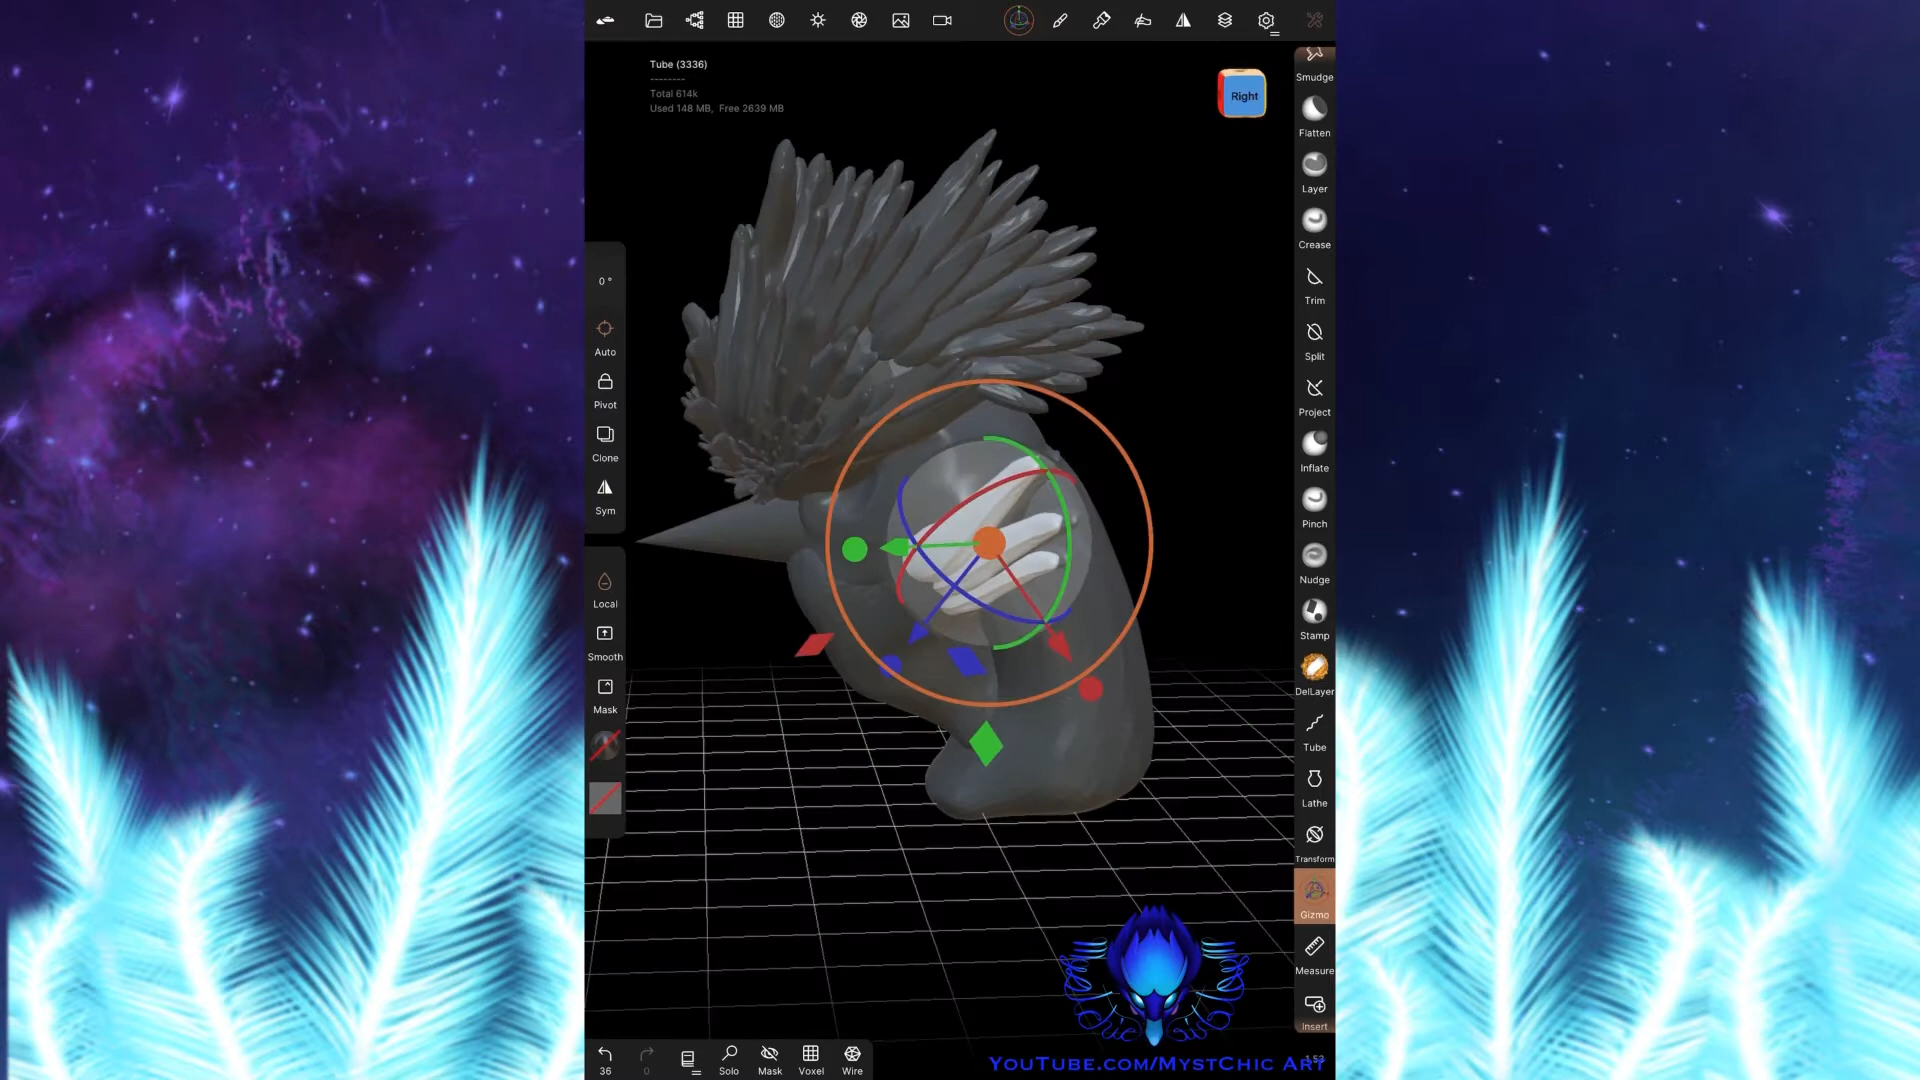 Tube (3336)
--------
Total 614k
Used 148 MB, Free 2639 MB
Right
0 °
Auto
Pivot
Clone
Sym
Local
Smooth
Mask
Smudge
Flatten
Layer
Crease
Trim
Split
Project
Inflate
Pinch
Nudge
Stamp
DelLayer
Tube
Lathe
Transform
Gizmo
Measure
Insert
1.53
36
0
Solo
Mask
Voxel
Wire
YouTube.com/MystChic Art